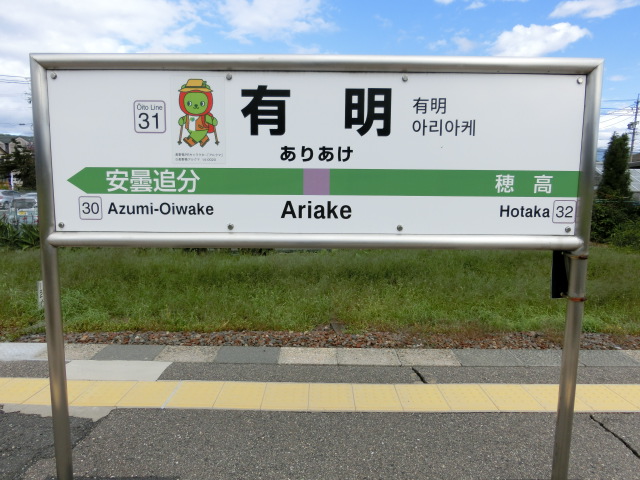 Oito Line
31
有明
有明
아리아케
ありあけ
安曇追分
穂高
30 Azumi-Oiwake
Ariake
Hotaka 32